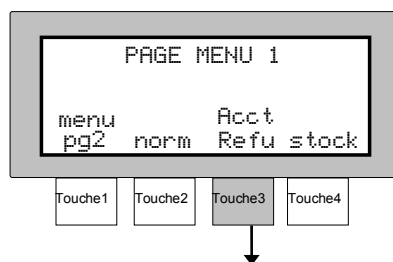 PAGE MENU 1
menu Acct
pg2 norm Refu stock
Touche1 Touche2 Touche3 Touche4